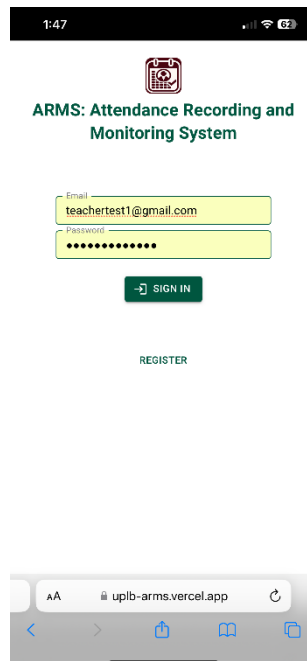 1:47
62
ARMS: Attendance Recording and
Monitoring System
Email
teachertest1@gmail.com
Password
•••••••••••••
SIGN IN
REGISTER
AA
uplb-arms.vercel.app